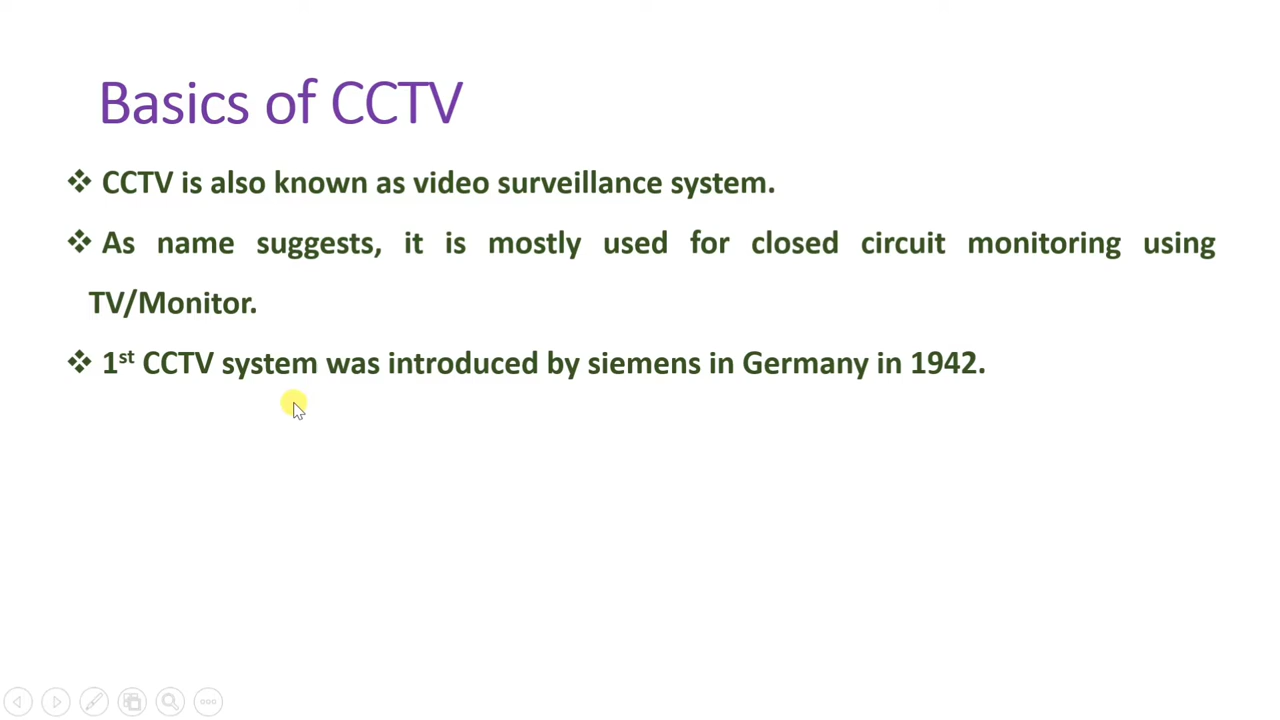 Basics of CCTV
❖ CCTV is also known as video surveillance system.
❖ As name suggests, it is mostly used for closed circuit monitoring using
TV/Monitor.
❖ 1st CCTV system was introduced by siemens in Germany in 1942.